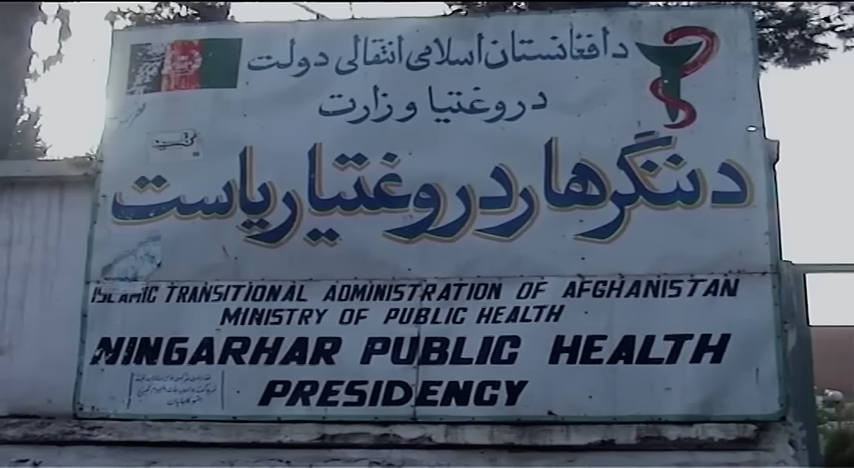 د افغانستان اسلامی انتقالی دولت
د روغتیا وزارت
د ننگرهار د روغتیا ریاست
ISLAMIC TRANSITIONAL ADMINISTRATION OF AFGHANISTAN
MINISTRY OF PUBLIC HEALTH
NINGARHAR PUBLIC HEALTH
PRESIDENCY